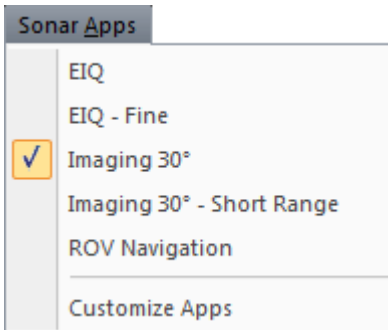 Sonar Apps
EIQ
EIQ - Fine
Imaging 30°
Imaging 30° - Short Range
ROV Navigation
Customize Apps